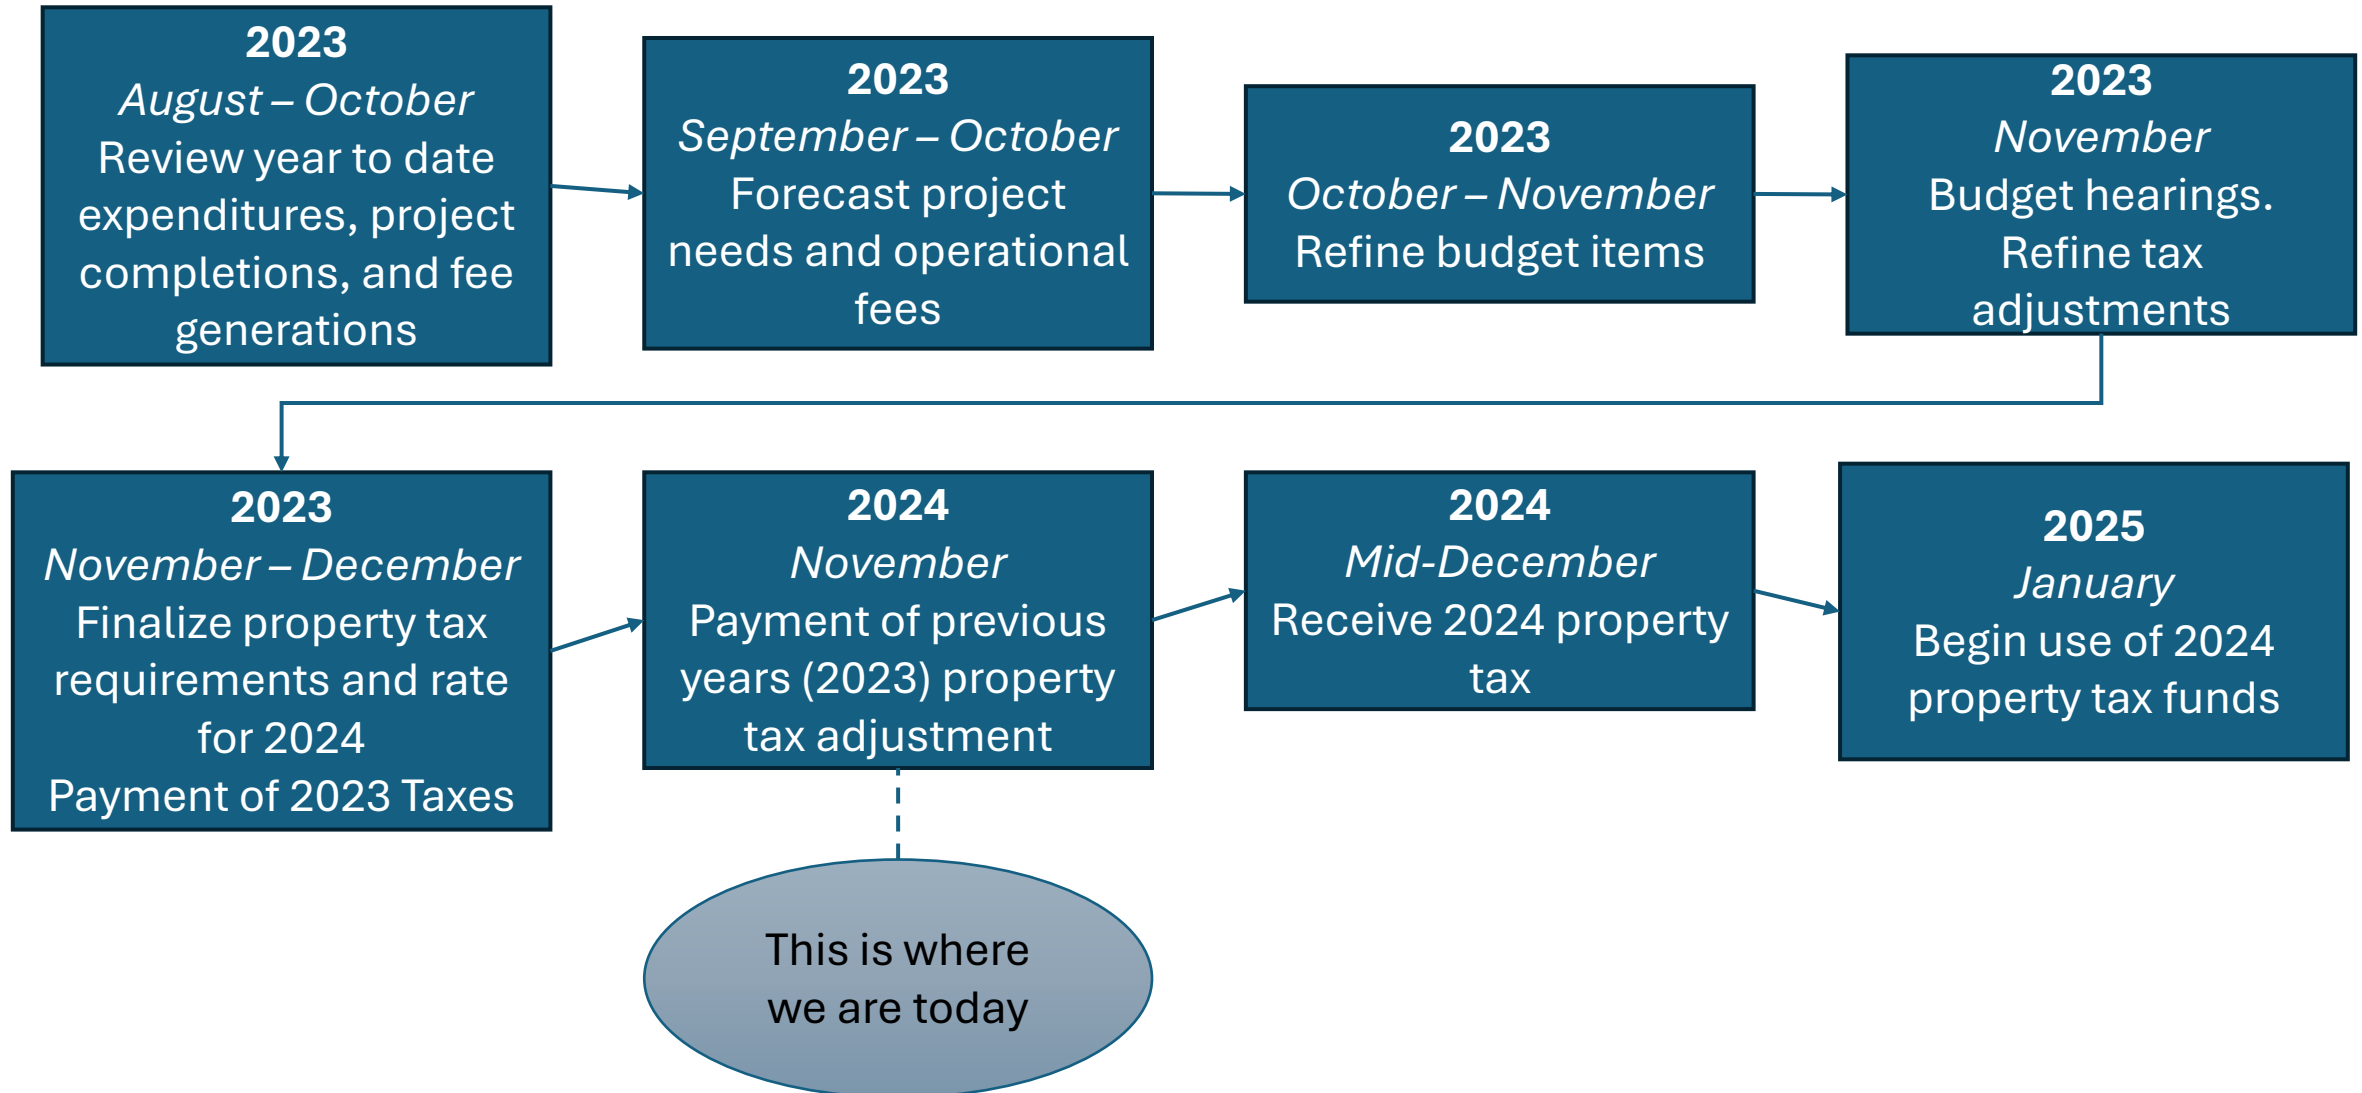 2023
August – October
Review year to date
expenditures, project
completions, and fee
generations
2023
September – October
Forecast project
needs and operational
fees
2023
October – November
Refine budget items
2023
November
Budget hearings.
Refine tax
adjustments
2023
November – December
Finalize property tax
requirements and rate
for 2024
Payment of 2023 Taxes
2024
November
Payment of previous
years (2023) property
tax adjustment
2024
Mid-December
Receive 2024 property
tax
2025
January
Begin use of 2024
property tax funds
This is where
we are today